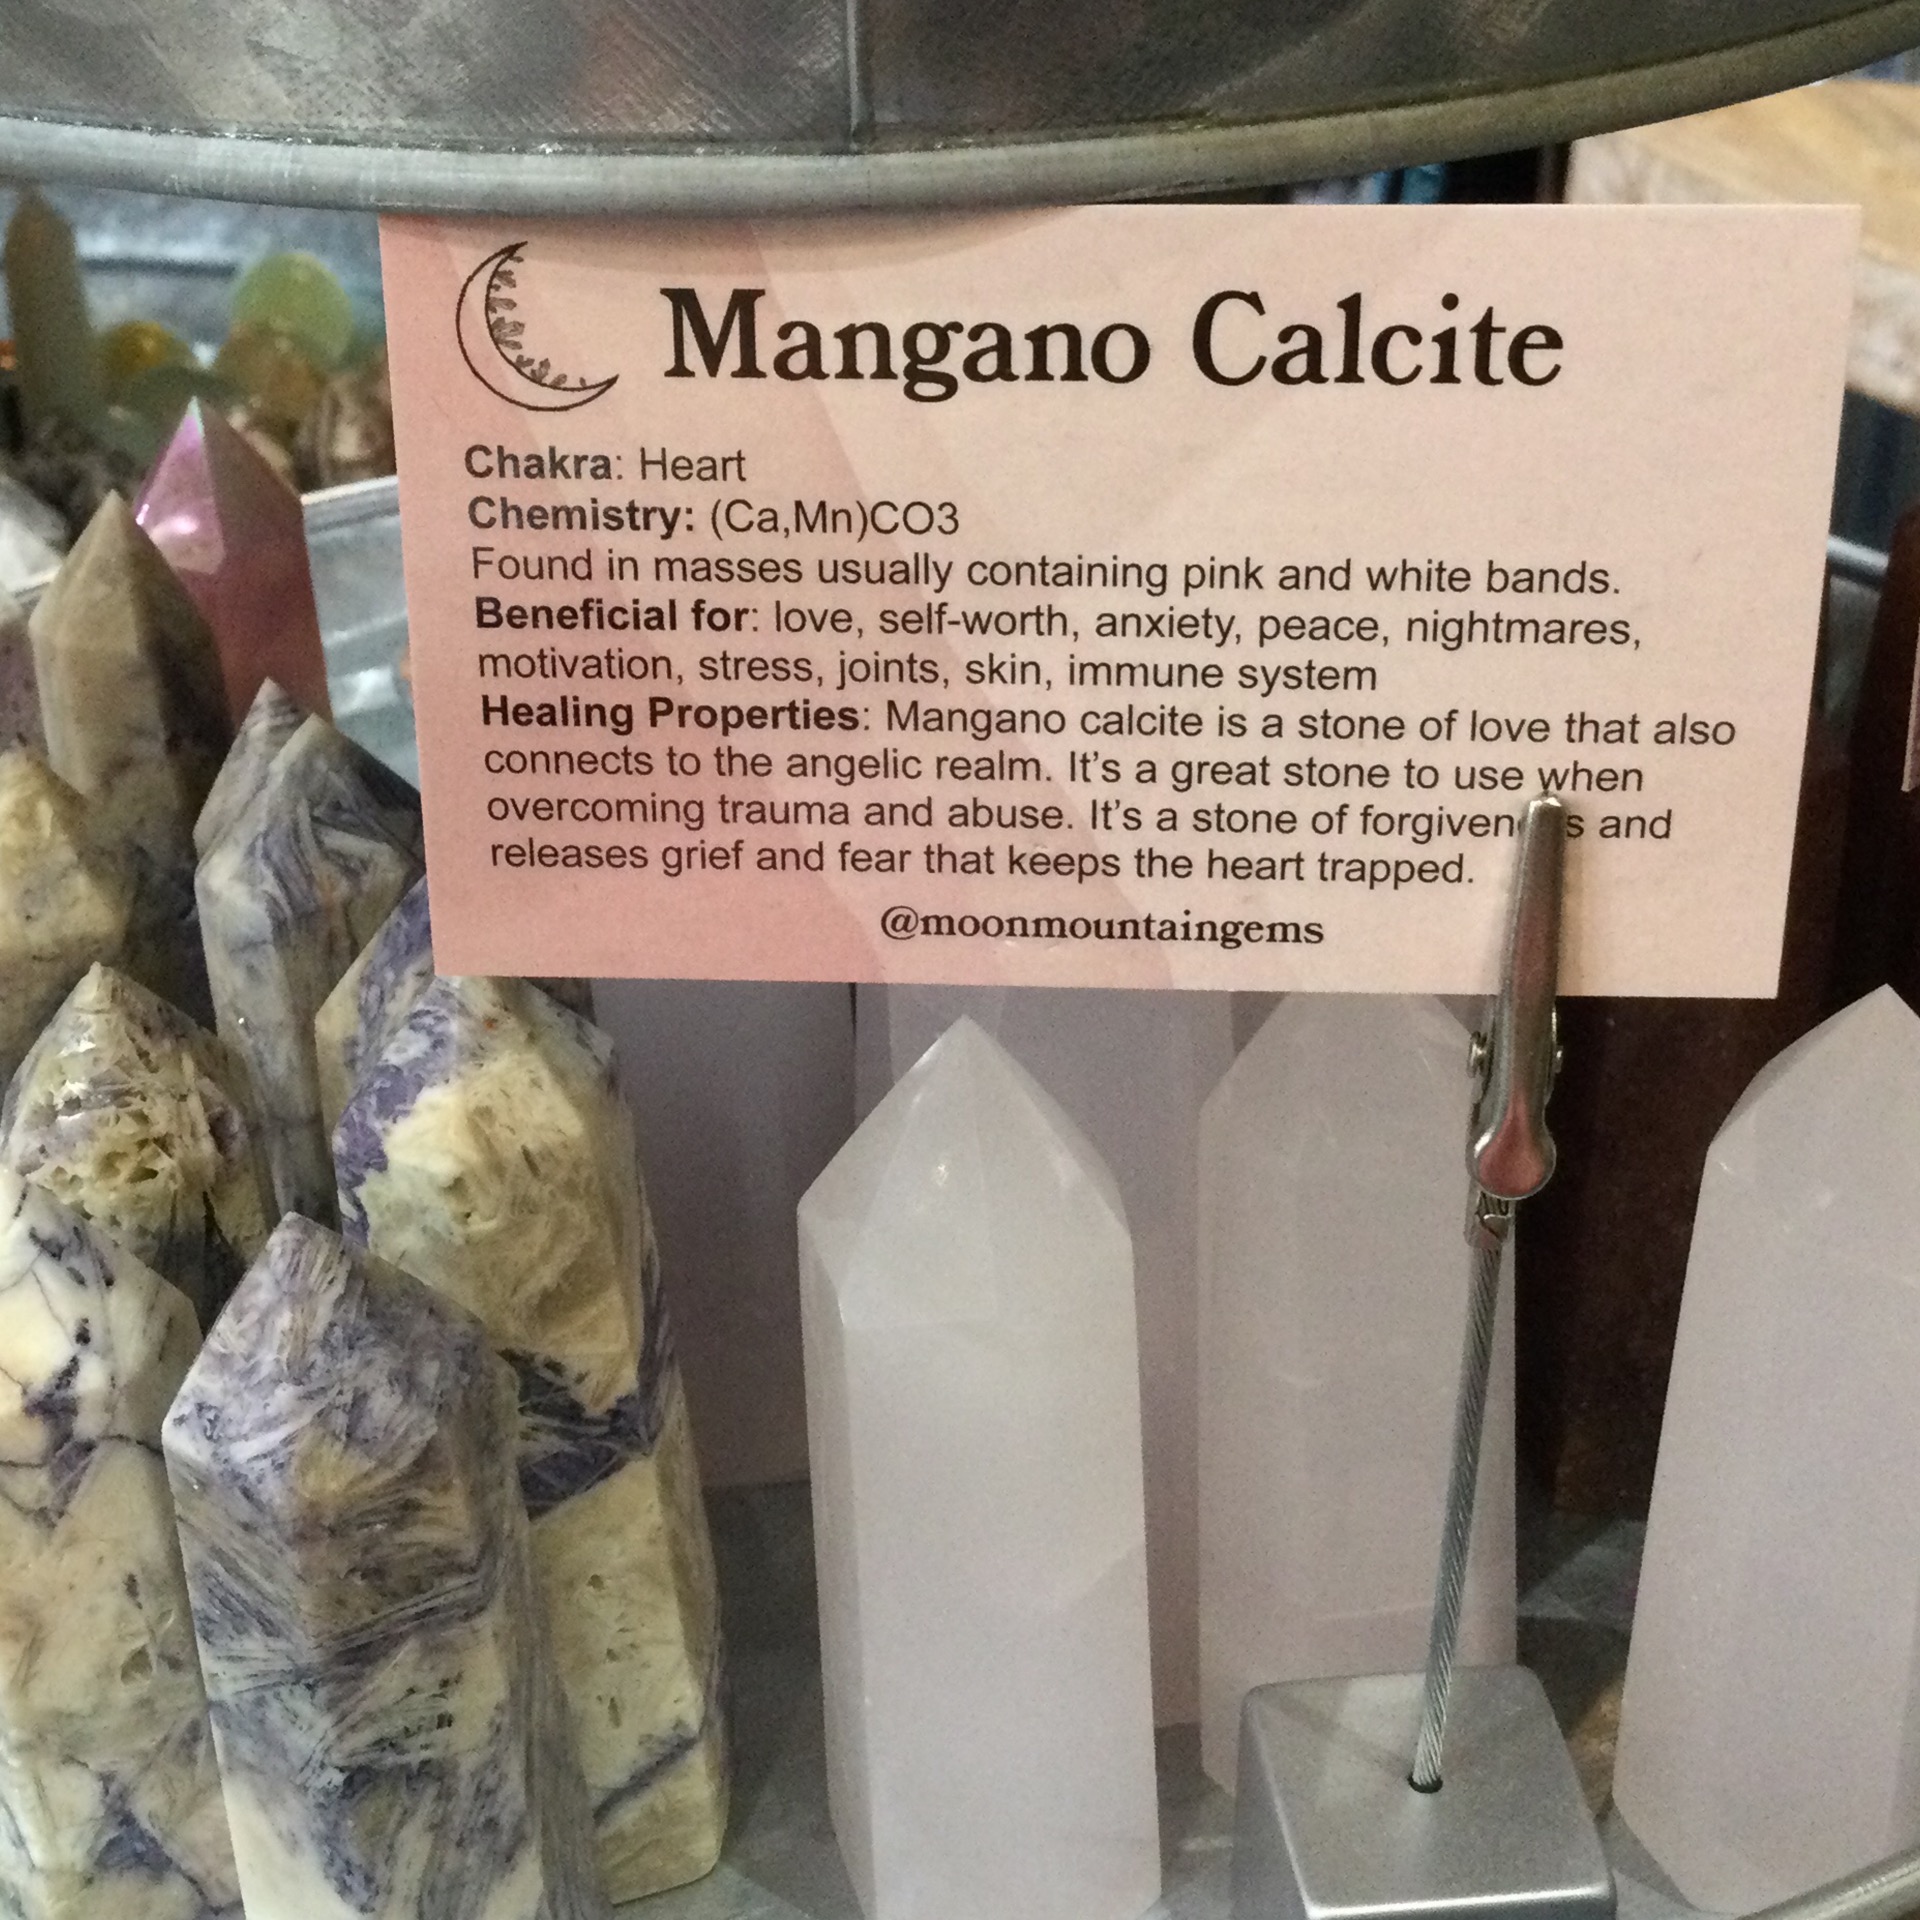 Mangano Calcite
Chakra: Heart
Chemistry: (Ca,Mn)CO3
Found in masses usually containing pink and white bands.
Beneficial for: love, self-worth, anxiety, peace, nightmares,
motivation, stress, joints, skin, immune system
Healing Properties: Mangano calcite is a stone of love that also
connects to the angelic realm. It's a great stone to use when
overcoming trauma and abuse. It's a stone of forgiveness and
releases grief and fear that keeps the heart trapped.
@moonmountaingems